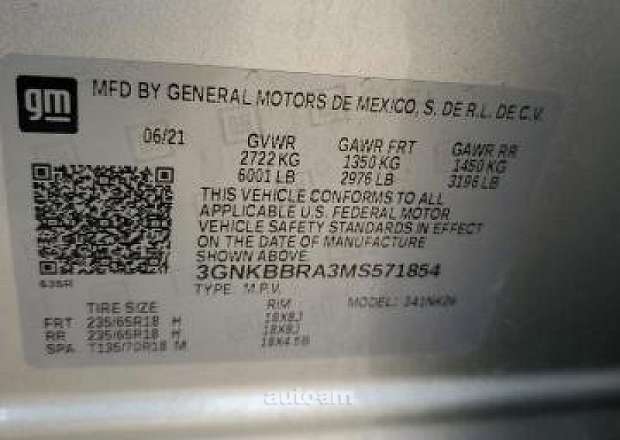 gm
MFD BY GENERAL MOTORS DE MEXICO, S. DE R.L. DE C.V.
06/21 GVWR GAWR FRT GAWR RR
2722 KG 1350 KG 1450 KG
6001 LB 2976 LB 3196 LB
THIS VEHICLE CONFORMS TO ALL
APPLICABLE U.S. FEDERAL MOTOR
VEHICLE SAFETY STANDARDS IN EFFECT
ON THE DATE OF MANUFACTURE
SHOWN ABOVE.
3GNKBBRA3MS571854
TYPE: M.P.V. MODEL:
TIRE SIZE RIM
FRT 235/65R18 H 18X8J
RR 235/65R18 H 18X8J
SPA T135/70R18 M 18X4.5B
autoam